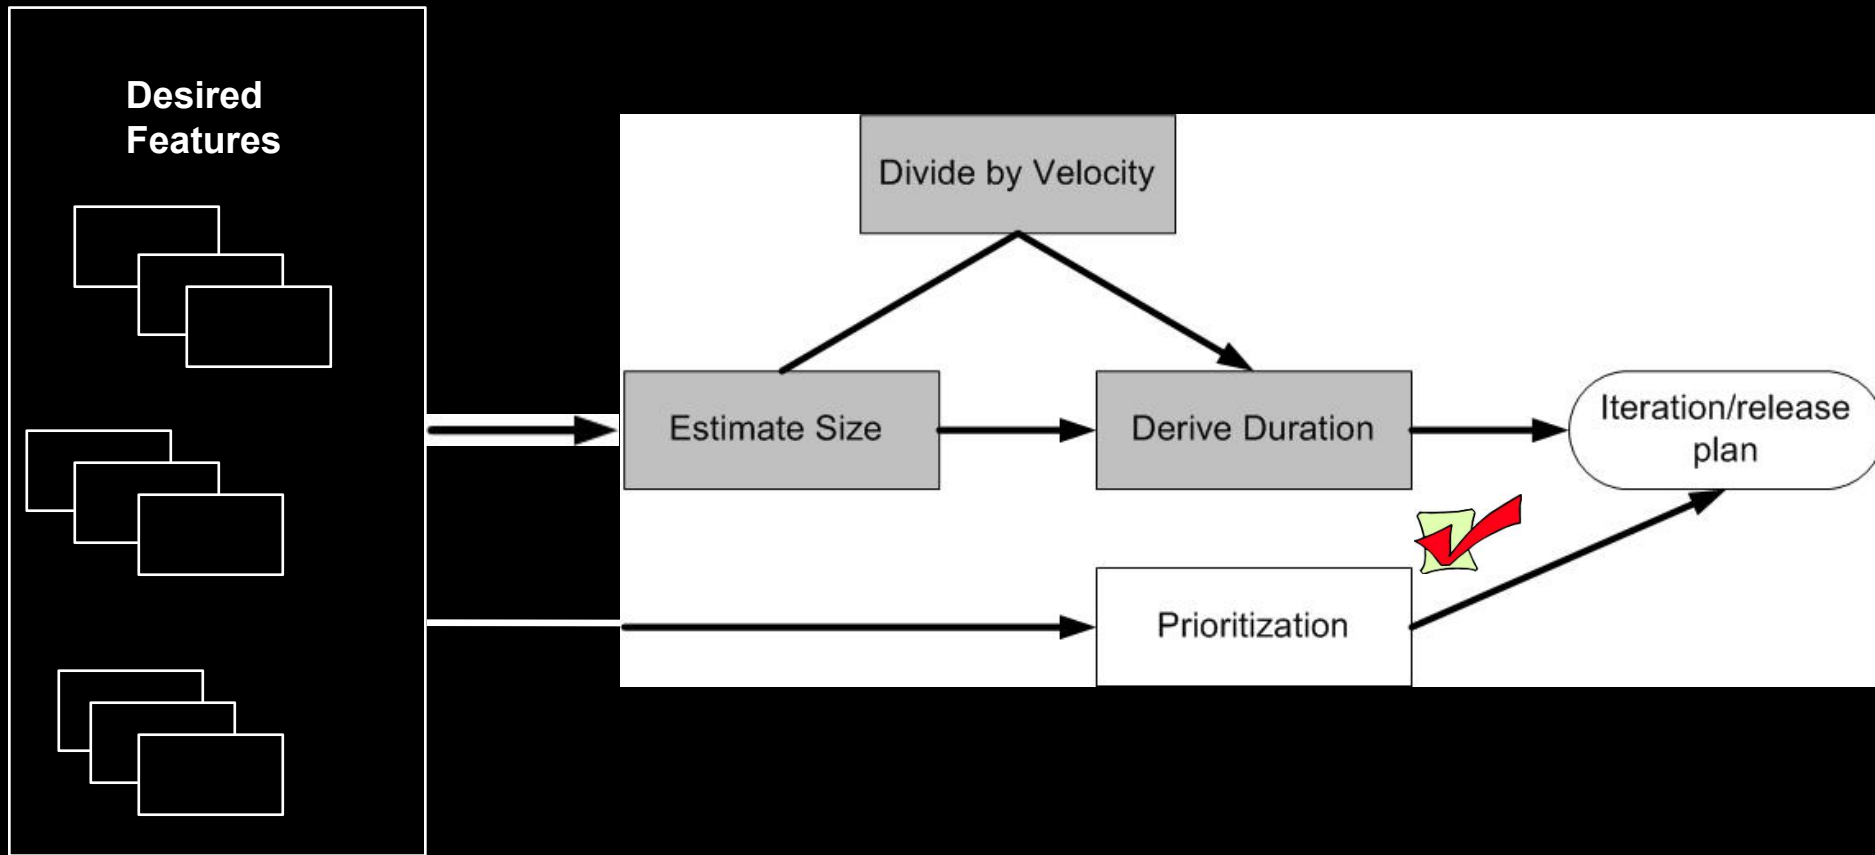 Desired
Features
Divide by Velocity
Estimate Size
Derive Duration
Iteration/release
plan
Prioritization